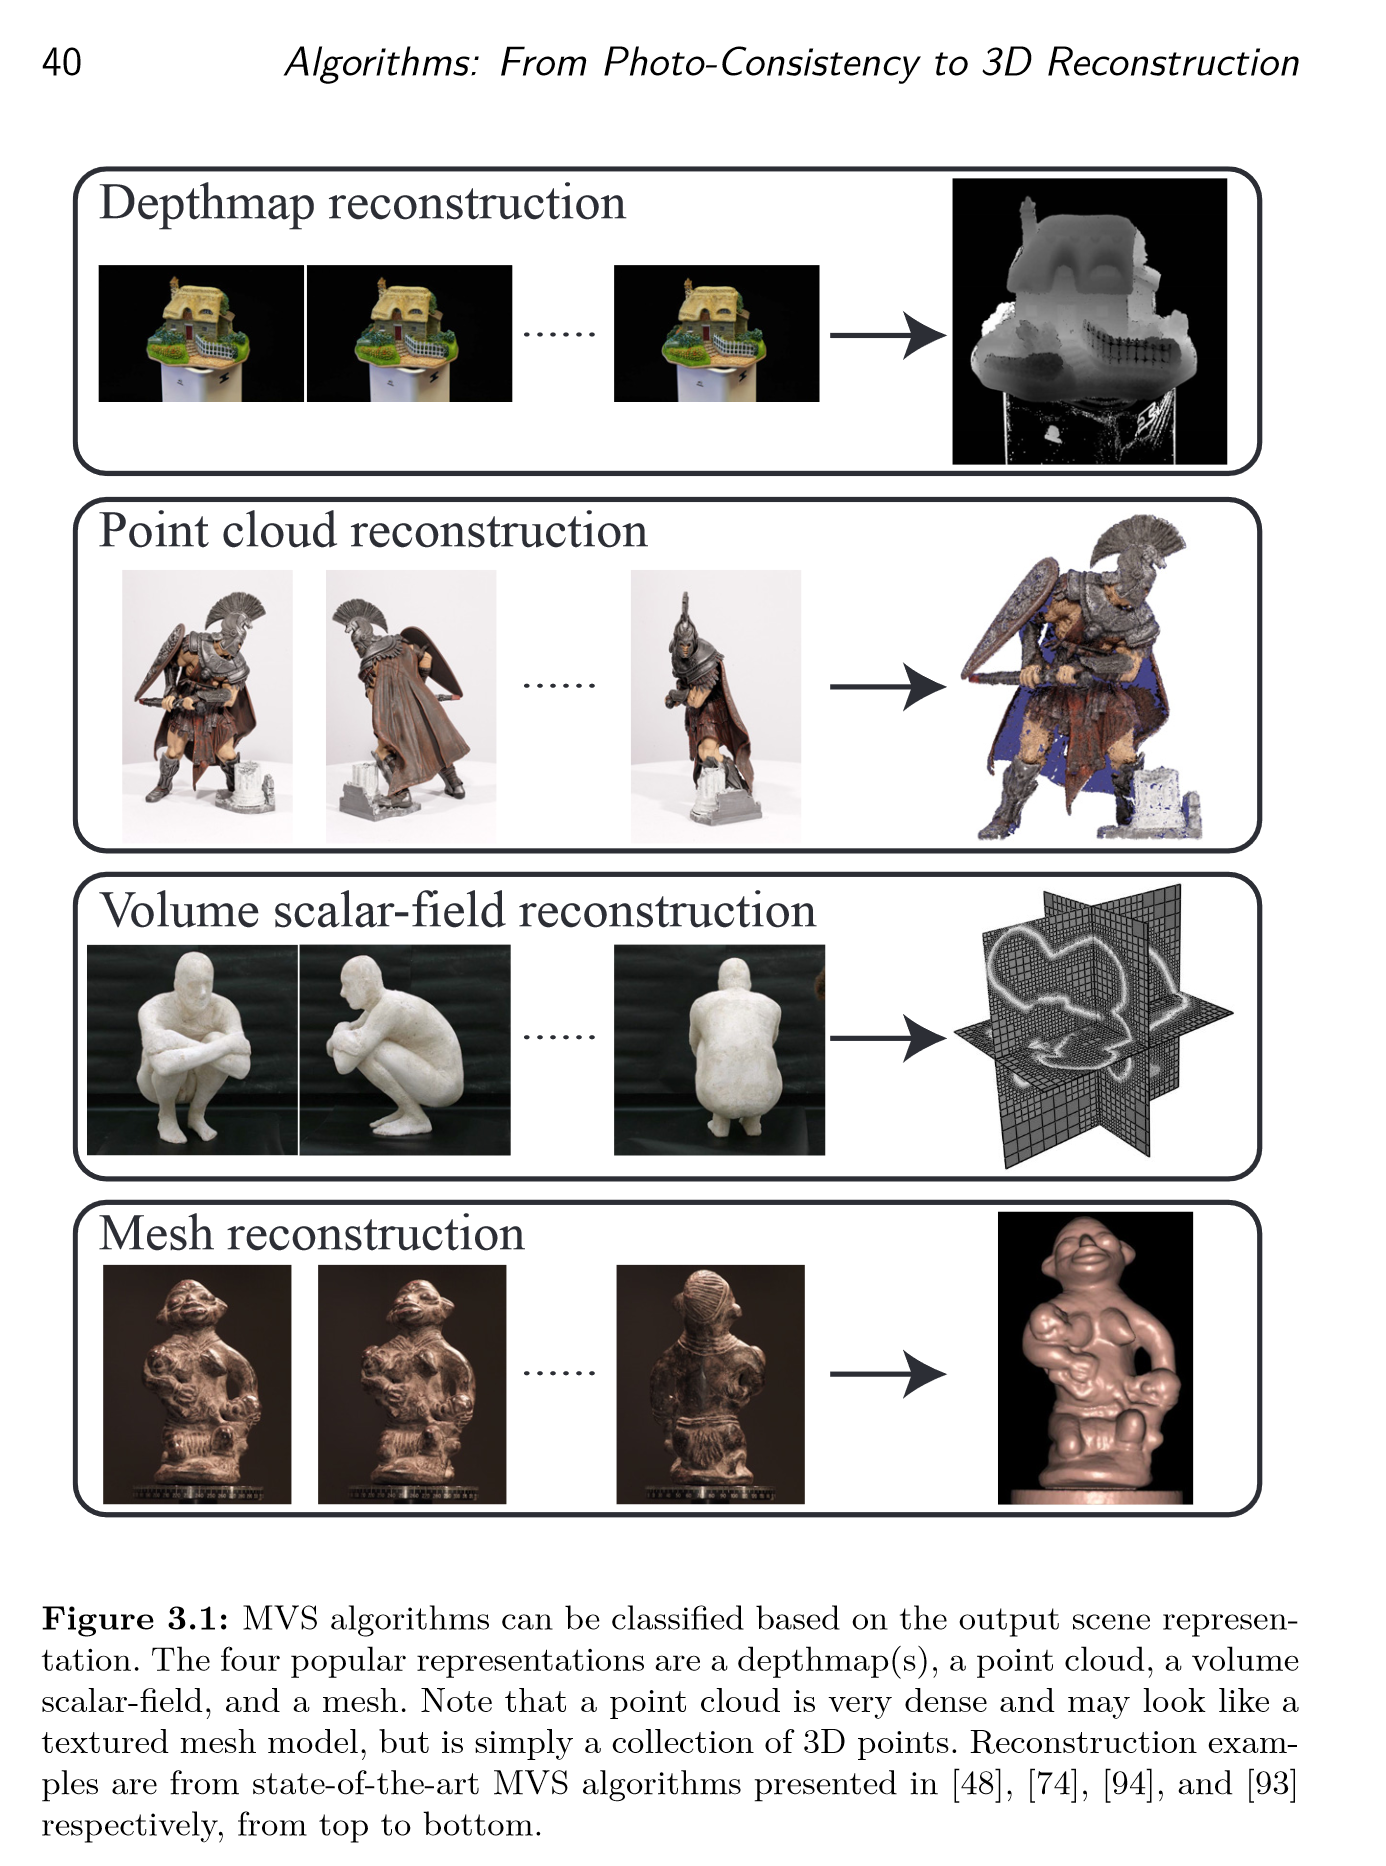 40
Algorithms: From Photo-Consistency to 3D Reconstruction
Depthmap reconstruction
Point cloud reconstruction
Volume scalar-field reconstruction
Mesh reconstruction
Figure 3.1: MVS algorithms can be classified based on the output scene represen-
tation. The four popular representations are a depthmap(s), a point cloud, a volume
scalar-field, and a mesh. Note that a point cloud is very dense and may look like a
textured mesh model, but is simply a collection of 3D points. Reconstruction exam-
ples are from state-of-the-art MVS algorithms presented in [48], [74], [94], and [93]
respectively, from top to bottom.